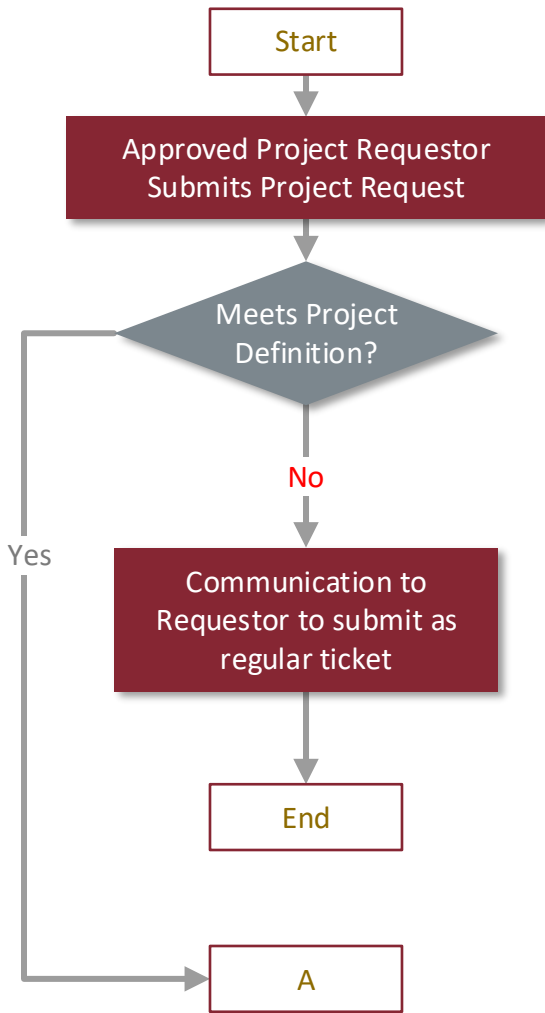 Start
Approved Project Requestor
Submits Project Request
Meets Project
Definition?
No
Yes
Communication to
Requestor to submit as
regular ticket
End
A